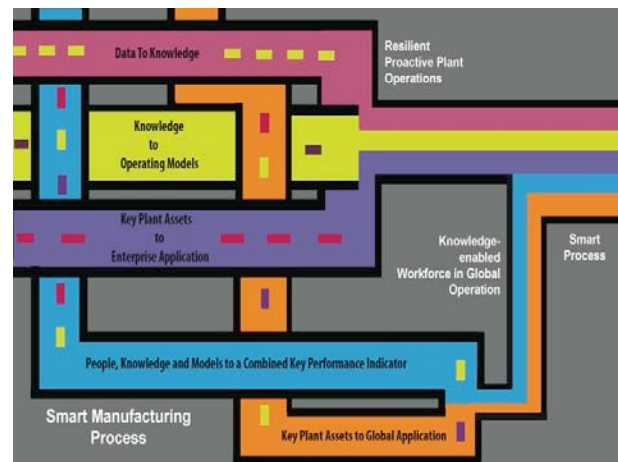 Data To Knowledge
Resilient
Proactive Plant
Operations
Knowledge
to
Operating Models
Key Plant Assets
to
Enterprise Application
Knowledge-
enabled
Workforce in Global
Operation
Smart
Process
People, Knowledge and Models to a Combined Key Performance Indicator
Smart Manufacturing
Process
Key Plant Assets to Global Application